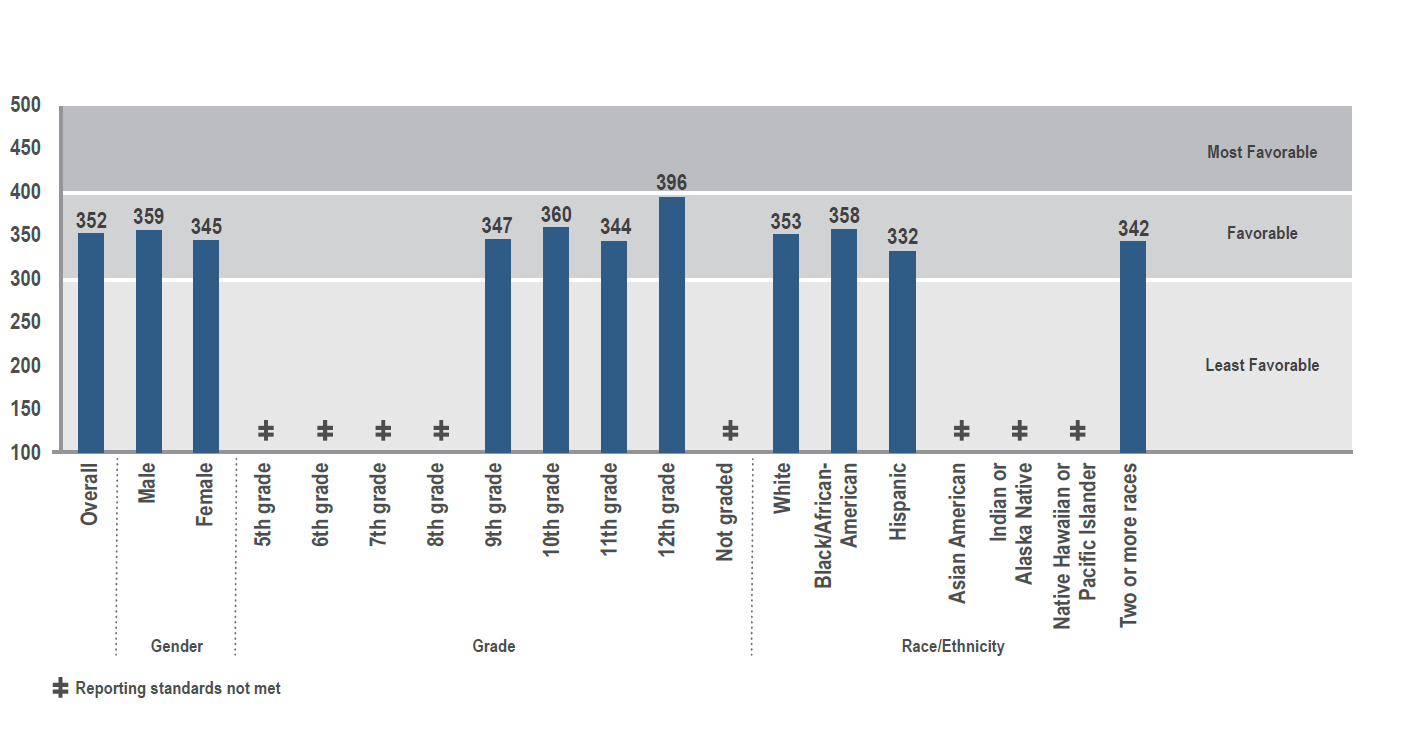 500
450
400
350
300
250
200
150
100
Most Favorable
Favorable
Least Favorable
352
359
345
ǂ
ǂ
ǂ
ǂ
347
360
344
396
ǂ
353
358
332
ǂ
ǂ
ǂ
342
Overall
Male
Female
5th grade
6th grade
7th grade
8th grade
9th grade
10th grade
11th grade
12th grade
Not graded
White
Black/African-
American
Hispanic
Asian American
Indian or
Alaska Native
Native Hawaiian or
Pacific Islander
Two or more races
Gender
Grade
Race/Ethnicity
ǂ Reporting standards not met